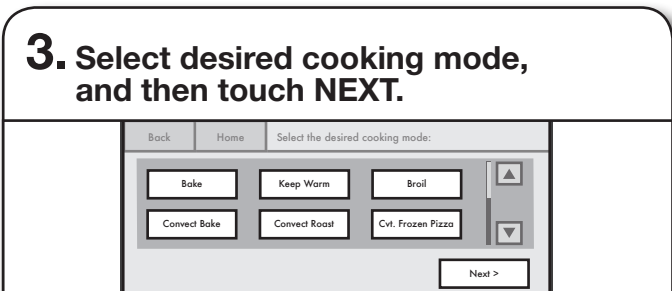 3. Select desired cooking mode,
and then touch NEXT.
Back Home Select the desired cooking mode:
Bake Keep Warm Broil
Convect Bake Convect Roast Cvt. Frozen Pizza
Next >